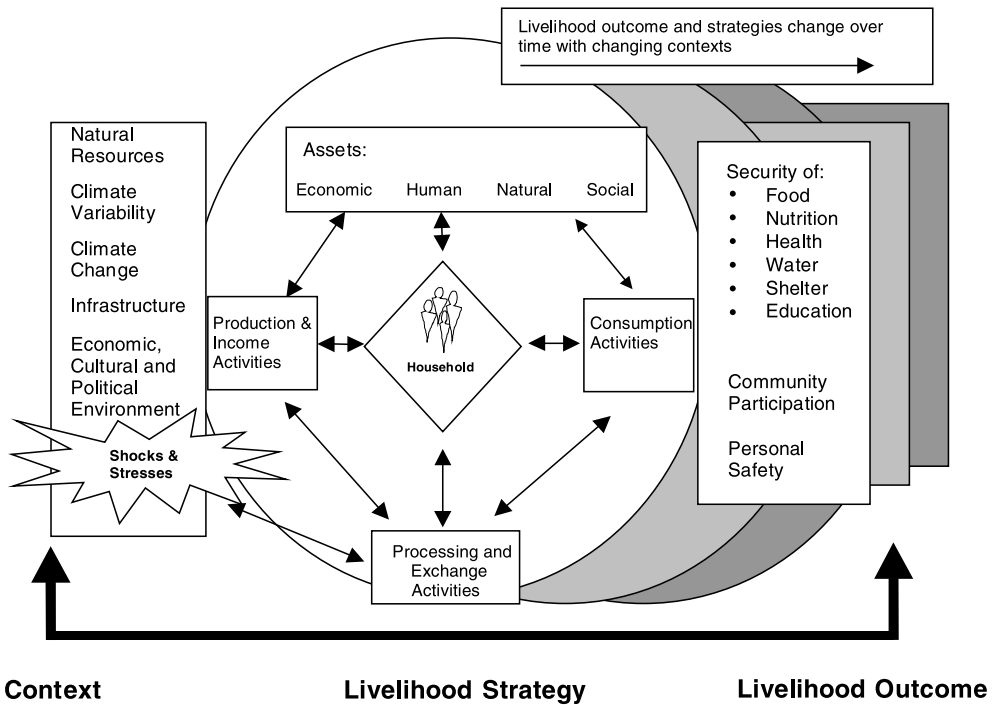 Livelihood outcome and strategies change over
time with changing contexts
Natural
Resources
Climate
Variability
Climate
Change
Infrastructure
Economic,
Cultural and
Political
Environment
Shocks &
Stresses
Assets:
Economic Human Natural Social
Production &
Income
Activities
Household
Consumption
Activities
Processing and
Exchange
Activities
Security of:
• Food
• Nutrition
• Health
• Water
• Shelter
• Education
Community
Participation
Personal
Safety
Context Livelihood Strategy Livelihood Outcome